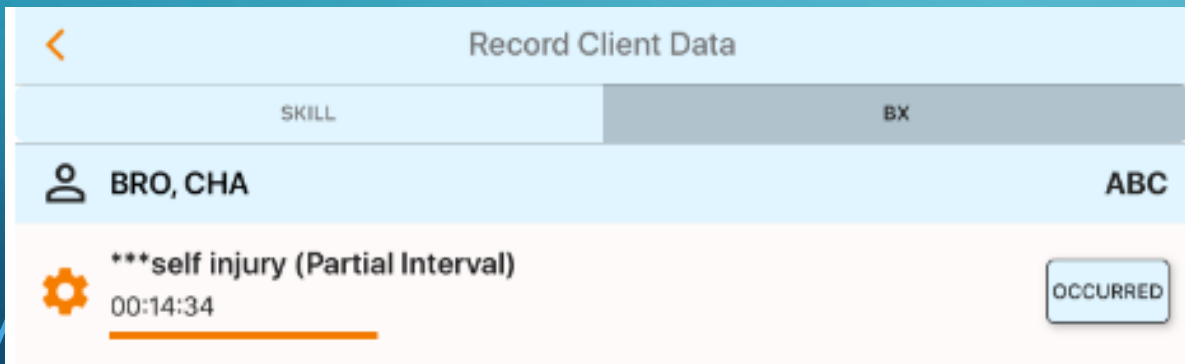 Record Client Data
SKILL BX
BRO, CHA ABC
***self injury (Partial Interval)
00:14:34
OCCURRED